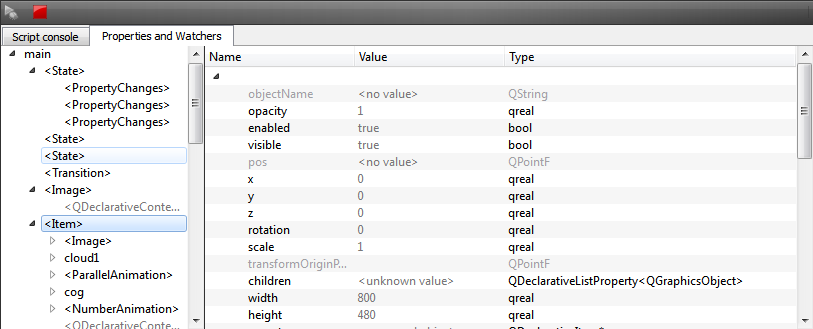 Script console Properties and Watchers
main
<State>
<PropertyChanges>
<PropertyChanges>
<PropertyChanges>
<State>
<State>
<Transition>
<Image>
<QDeclarativeConte...
<Item>
<Image>
cloud1
<ParallelAnimation>
cog
<NumberAnimation>
<QDeclarativeConte...
Name Value Type
objectName <no value> QString
opacity 1 qreal
enabled true bool
visible true bool
pos <no value> QPointF
x 0 qreal
y 0 qreal
z 0 qreal
rotation 0 qreal
scale 1 qreal
transformOriginP... QPointF
children <unknown value> QDeclarativeListProperty<QGraphicsObject>
width 800 qreal
height 480 qreal